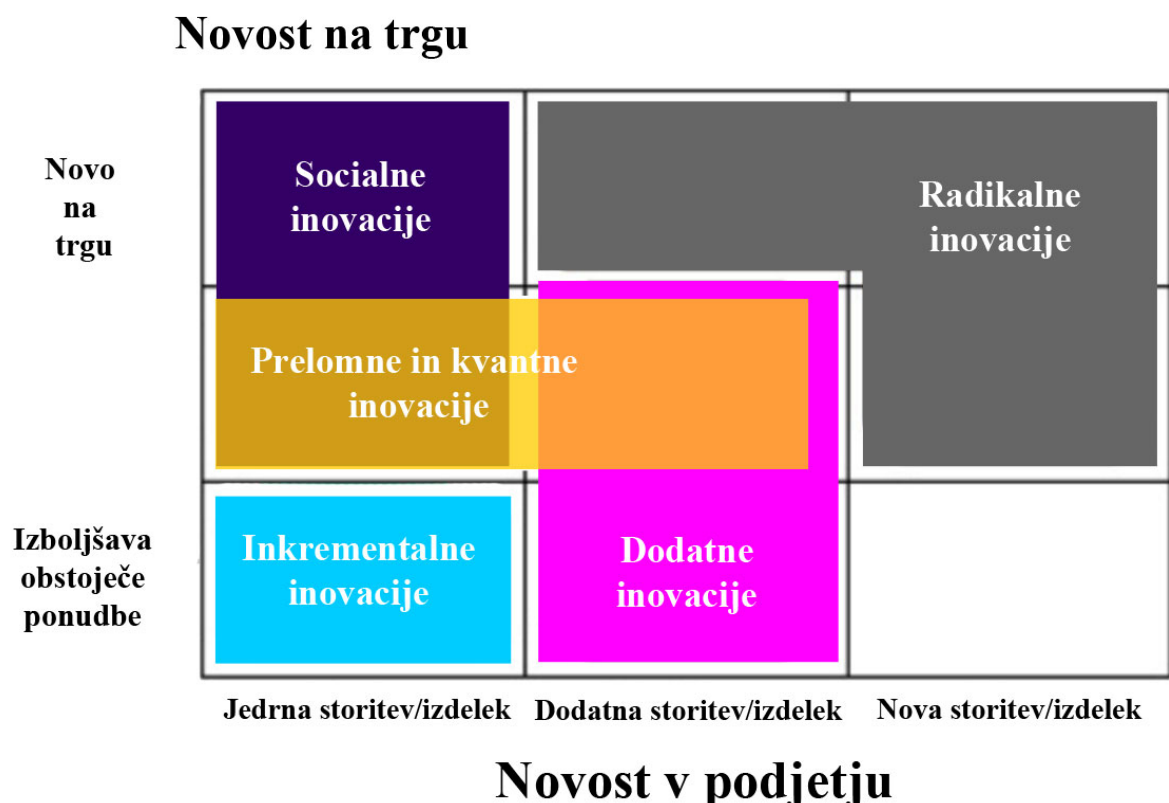 Novost na trgu
Novo
na
trgu
Socialne
inovacije
Radikalne
inovacije
Prelomne in kvantne
inovacije
Izboljšava
obstoječe
ponudbe
Inkrementalne
inovacije
Dodatne
inovacije
Jedrna storitev/izdelek
Dodatna storitev/izdelek
Nova storitev/izdelek
Novost v podjetju